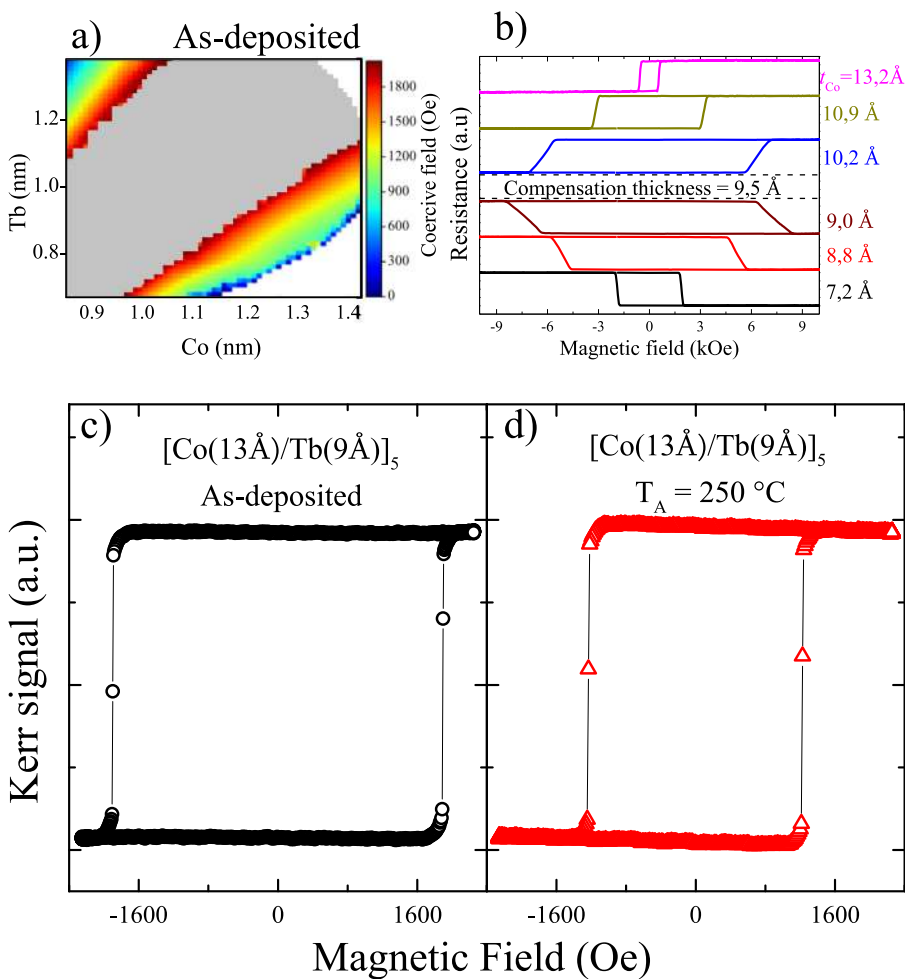 a)
As-deposited
Tb (nm)
1.2
1.0
0.8
0.9
1.0
1.1
1.2
1.3
1.4
Co (nm)
1800
1500
1200
900
600
300
0
Coercive field (Oe)
b)
Resistance (a.u)
t_Co=13,2Å
10,9 Å
10,2 Å
Compensation thickness = 9,5 Å
9,0 Å
8,8 Å
7,2 Å
-9
-6
-3
0
3
6
9
Magnetic field (kOe)
c)
[Co(13Å)/Tb(9Å)]5
As-deposited
d)
[Co(13Å)/Tb(9Å)]5
T_A = 250 °C
Kerr signal (a.u.)
-1600
0
1600
-1600
0
1600
Magnetic Field (Oe)